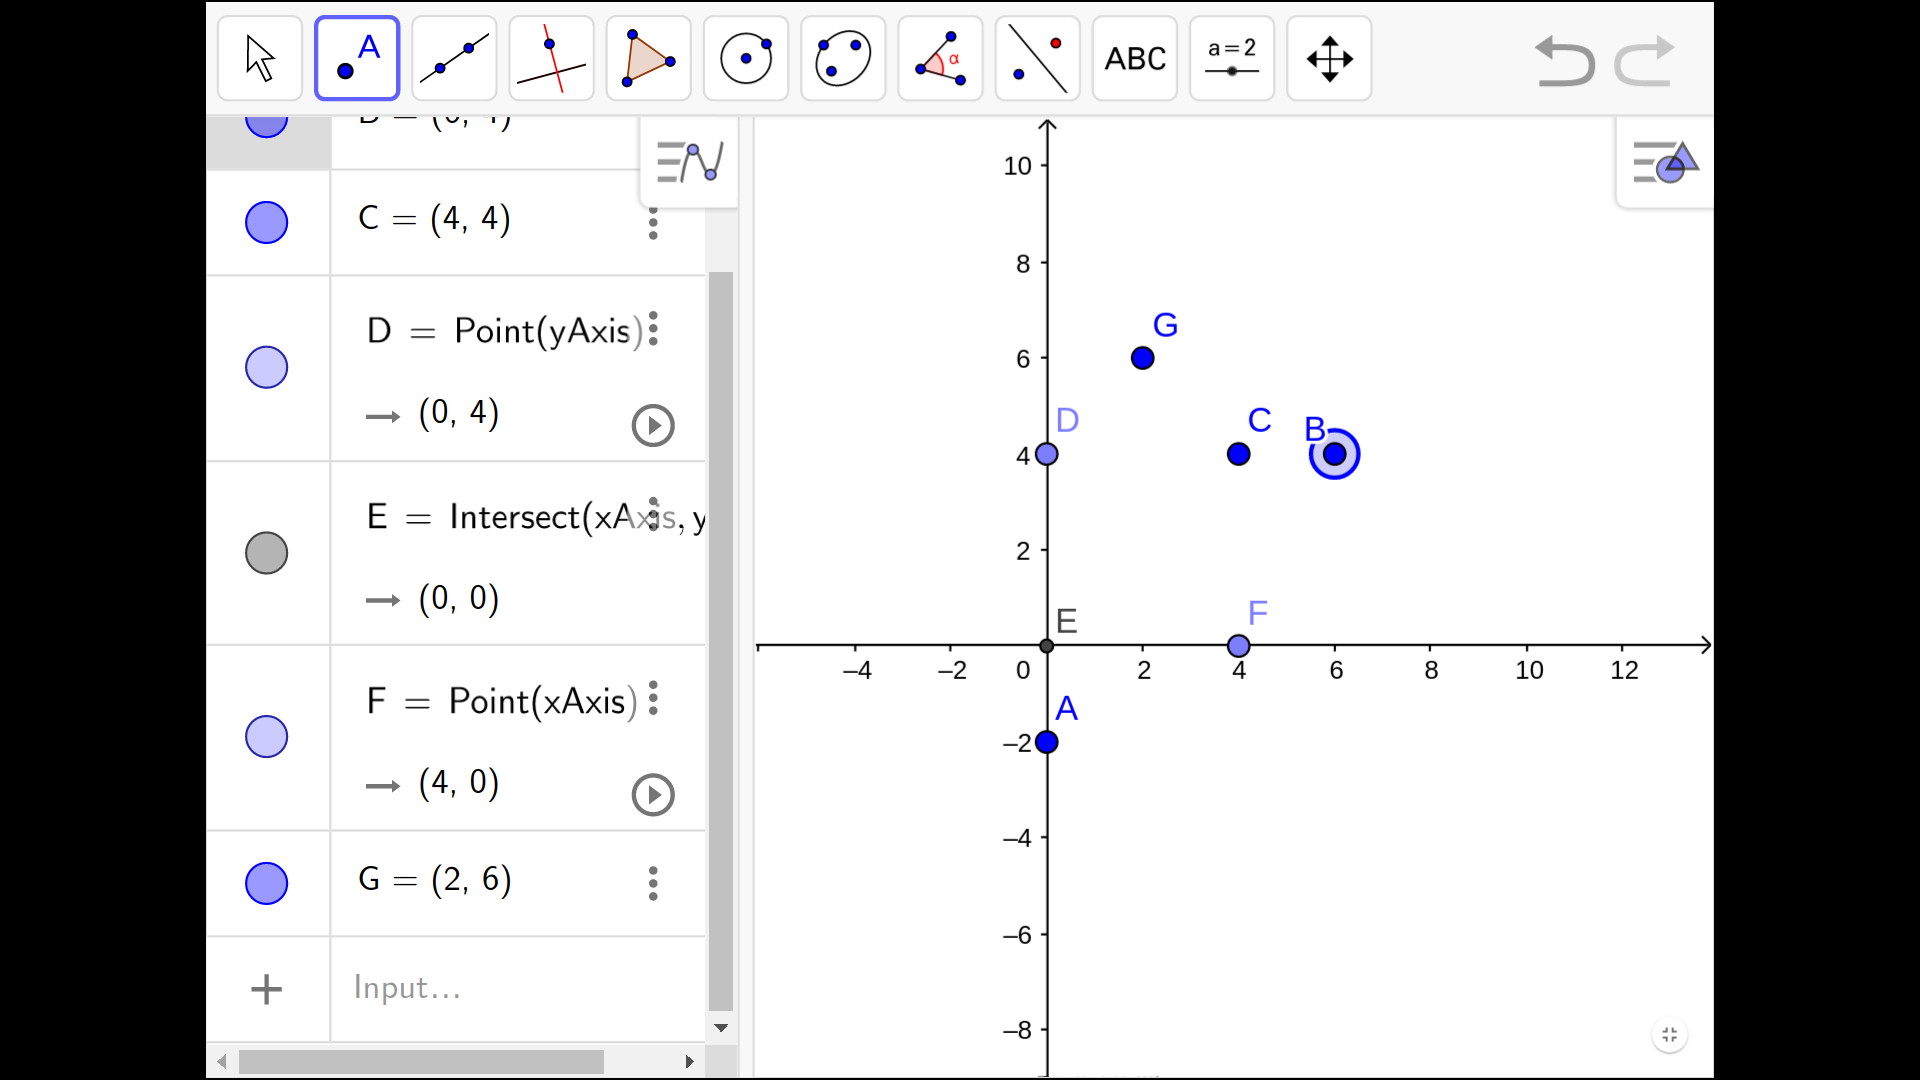 A
α
ABC
a=2
C = (4, 4)
D = Point(yAxis)
→ (0, 4)
E = Intersect(xAxis, y
→ (0, 0)
F = Point(xAxis)
→ (4, 0)
G = (2, 6)
+ Input...
10
8
G
6
D
C
B
4
2
E
F
–4
–2
0
2
4
6
8
10
12
A
–2
–4
–6
–8